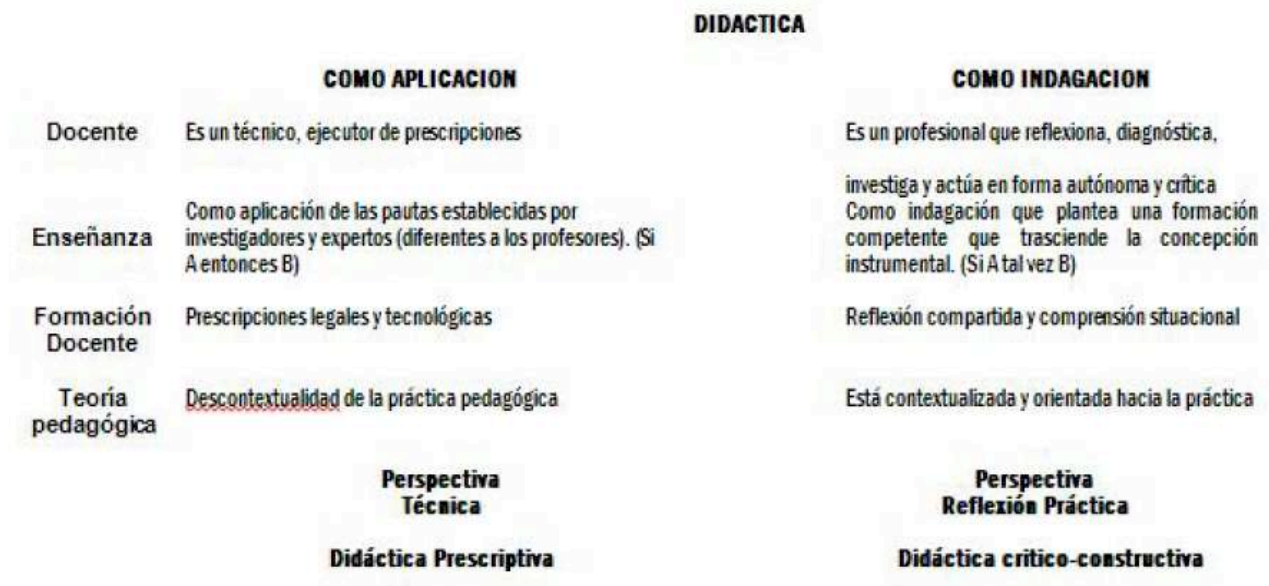 DIDACTICA
COMO APLICACION
COMO INDAGACION
Docente
Es un técnico, ejecutor de prescripciones
Es un profesional que reflexiona, diagnóstica,
investiga y actúa en forma autónoma y crítica
Enseñanza
Como aplicación de las pautas establecidas por
investigadores y expertos (diferentes a los profesores). (Si
A entonces B)
Como indagación que plantea una formación
competente que trasciende la concepción
instrumental. (Si A tal vez B)
Formación
Docente
Prescripciones legales y tecnológicas
Reflexión compartida y comprensión situacional
Teoría
pedagógica
Descontextualidad de la práctica pedagógica
Está contextualizada y orientada hacia la práctica
Perspectiva
Técnica
Perspectiva
Reflexión Práctica
Didáctica Prescriptiva
Didáctica critico-constructiva